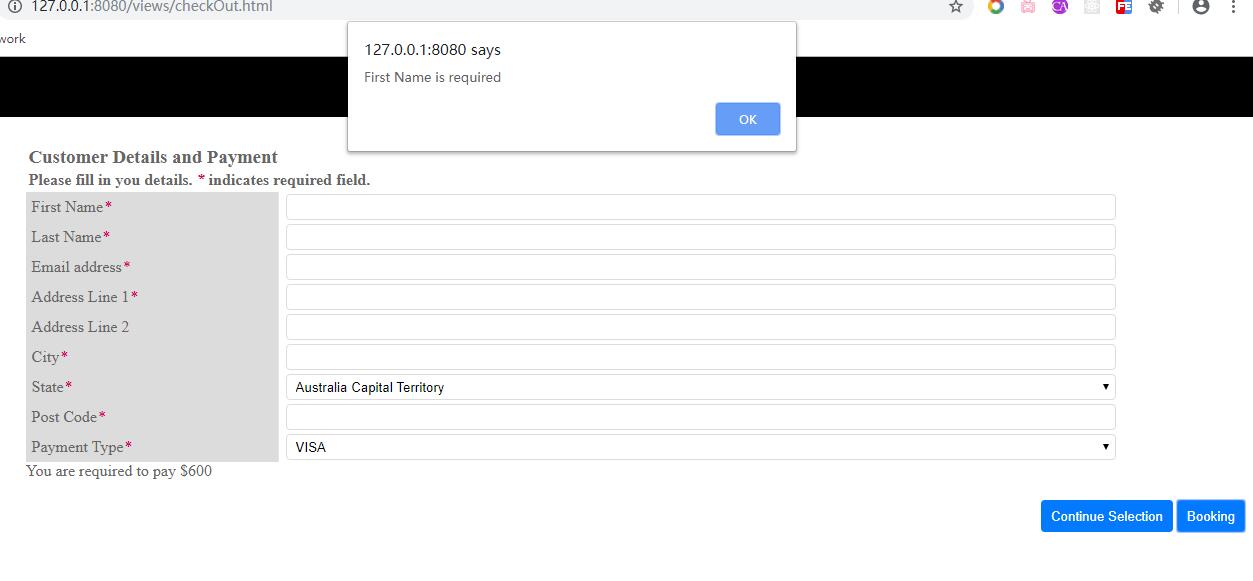 127.0.0.1:8080/views/checkOut.html
CA
FE
work
127.0.0.1:8080 says
First Name is required
OK
Customer Details and Payment
Please fill in you details. * indicates required field.
First Name*
Last Name*
Email address*
Address Line 1*
Address Line 2
City*
State* Australia Capital Territory
Post Code*
Payment Type* VISA
You are required to pay $600
Continue Selection Booking